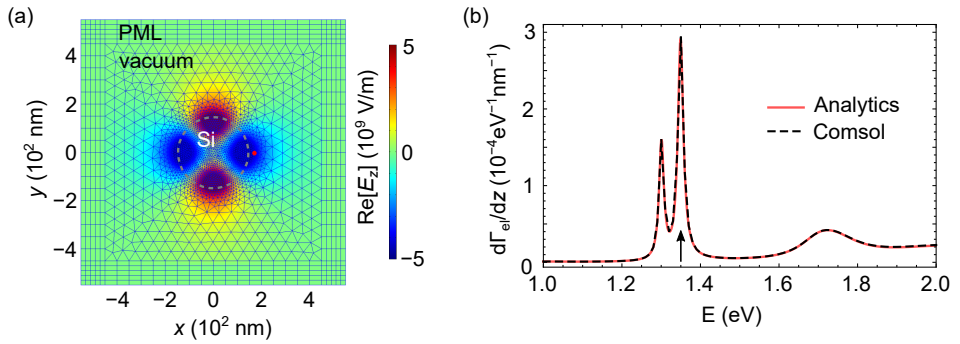 (a)
PML
vacuum
Si
4
2
0
−2
−4
y (10² nm)
−4 −2 0 2 4
x (10² nm)
5
0
−5
Re[E_z] (10⁹ V/m)
(b)
3
2
1
0
dΓ_el/dz (10⁻⁴eV⁻¹nm⁻¹)
Analytics
Comsol
1.0 1.2 1.4 1.6 1.8 2.0
E (eV)